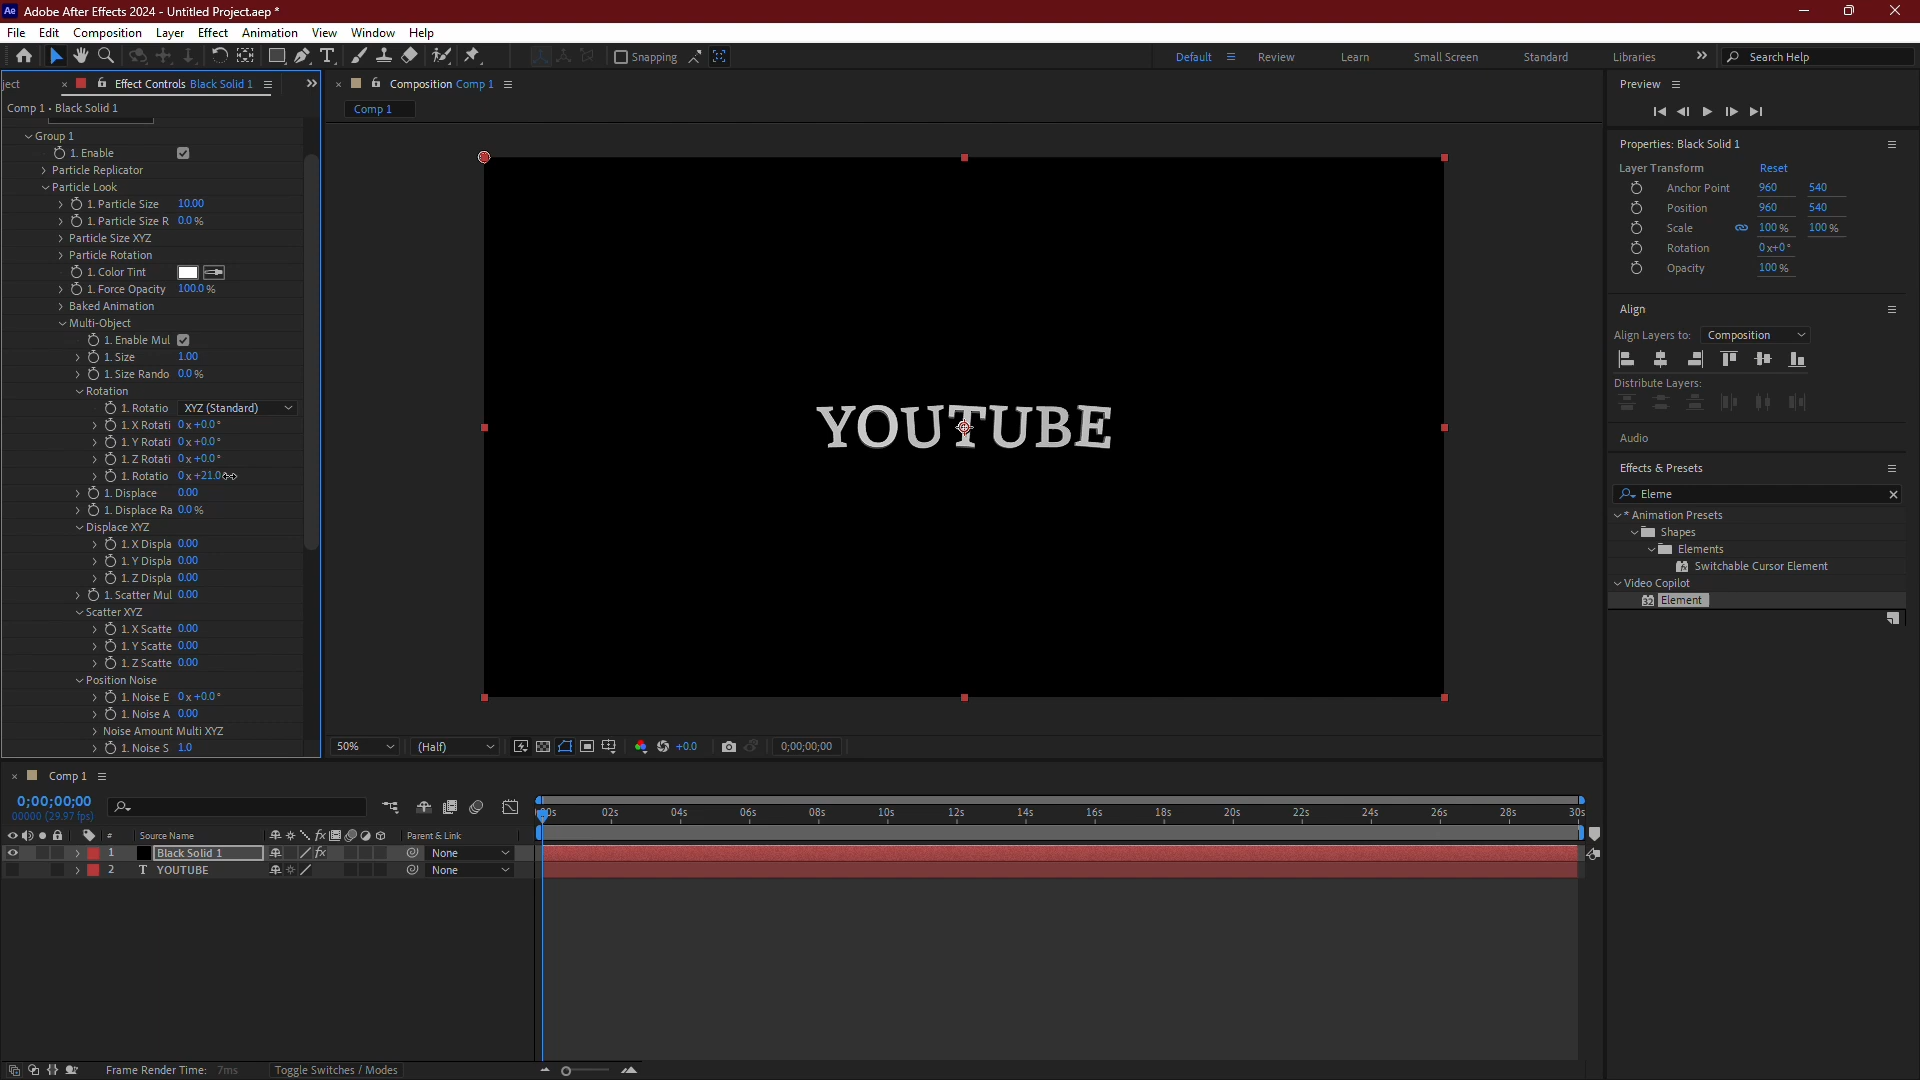 Ae Adobe After Effects 2024 - Untitled Project.aep *
File Edit Composition Layer Effect Animation View Window Help
Snapping
Default Review Learn Small Screen Standard Libraries Search Help
ject Effect Controls Black Solid 1
Comp 1 • Black Solid 1
Group 1
1. Enable
Particle Replicator
Particle Look
1. Particle Size 10.00
1. Particle Size R 0.0 %
Particle Size XYZ
Particle Rotation
1. Color Tint
1. Force Opacity 100.0 %
Baked Animation
Multi-Object
1. Enable Mul
1. Size 1.00
1. Size Rando 0.0 %
Rotation
1. Rotatio XYZ (Standard)
1. X Rotati 0 x +0.0 °
1. Y Rotati 0 x +0.0 °
1. Z Rotati 0 x +0.0 °
1. Rotatio 0 x +21.0
1. Displace 0.00
1. Displace Ra 0.0 %
Displace XYZ
1. X Displa 0.00
1. Y Displa 0.00
1. Z Displa 0.00
1. Scatter Mul 0.00
Scatter XYZ
1. X Scatte 0.00
1. Y Scatte 0.00
1. Z Scatte 0.00
Position Noise
1. Noise E 0 x +0.0 °
1. Noise A 0.00
Noise Amount Multi XYZ
1. Noise S 1.0
Composition Comp 1
Comp 1
YOUTUBE
50% (Half) +0.0 0;00;00;00
Preview
Properties: Black Solid 1
Layer Transform Reset
Anchor Point 960 540
Position 960 540
Scale 100 % 100 %
Rotation 0 x+0 °
Opacity 100 %
Align
Align Layers to: Composition
Distribute Layers:
Audio
Effects & Presets
Eleme
* Animation Presets
Shapes
Elements
Switchable Cursor Element
Video Copilot
32 Element
Comp 1
0;00;00;00
00000 (29.97 fps)
# Source Name fx Parent & Link
1 Black Solid 1 fx None
2 T YOUTUBE None
00s 02s 04s 06s 08s 10s 12s 14s 16s 18s 20s 22s 24s 26s 28s 30s
Frame Render Time: 7ms Toggle Switches / Modes